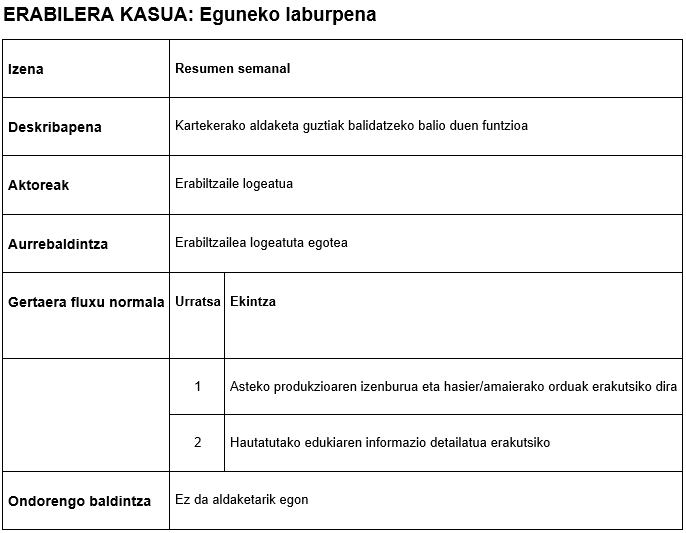 ERABILERA KASUA: Eguneko laburpena
Izena
Resumen semanal
Deskribapena
Kartekerako aldaketa guztiak balidatzeko balio duen funtzioa
Aktoreak
Erabiltzaile logeatua
Aurrebaldintza
Erabiltzailea logeatuta egotea
Gertaera fluxu normala
Urratsa
Ekintza
1
Asteko produkzioaren izenburua eta hasier/amaierako orduak erakutsiko dira
2
Hautatutako edukiaren informazio detailatua erakutsiko
Ondorengo baldintza
Ez da aldaketarik egon